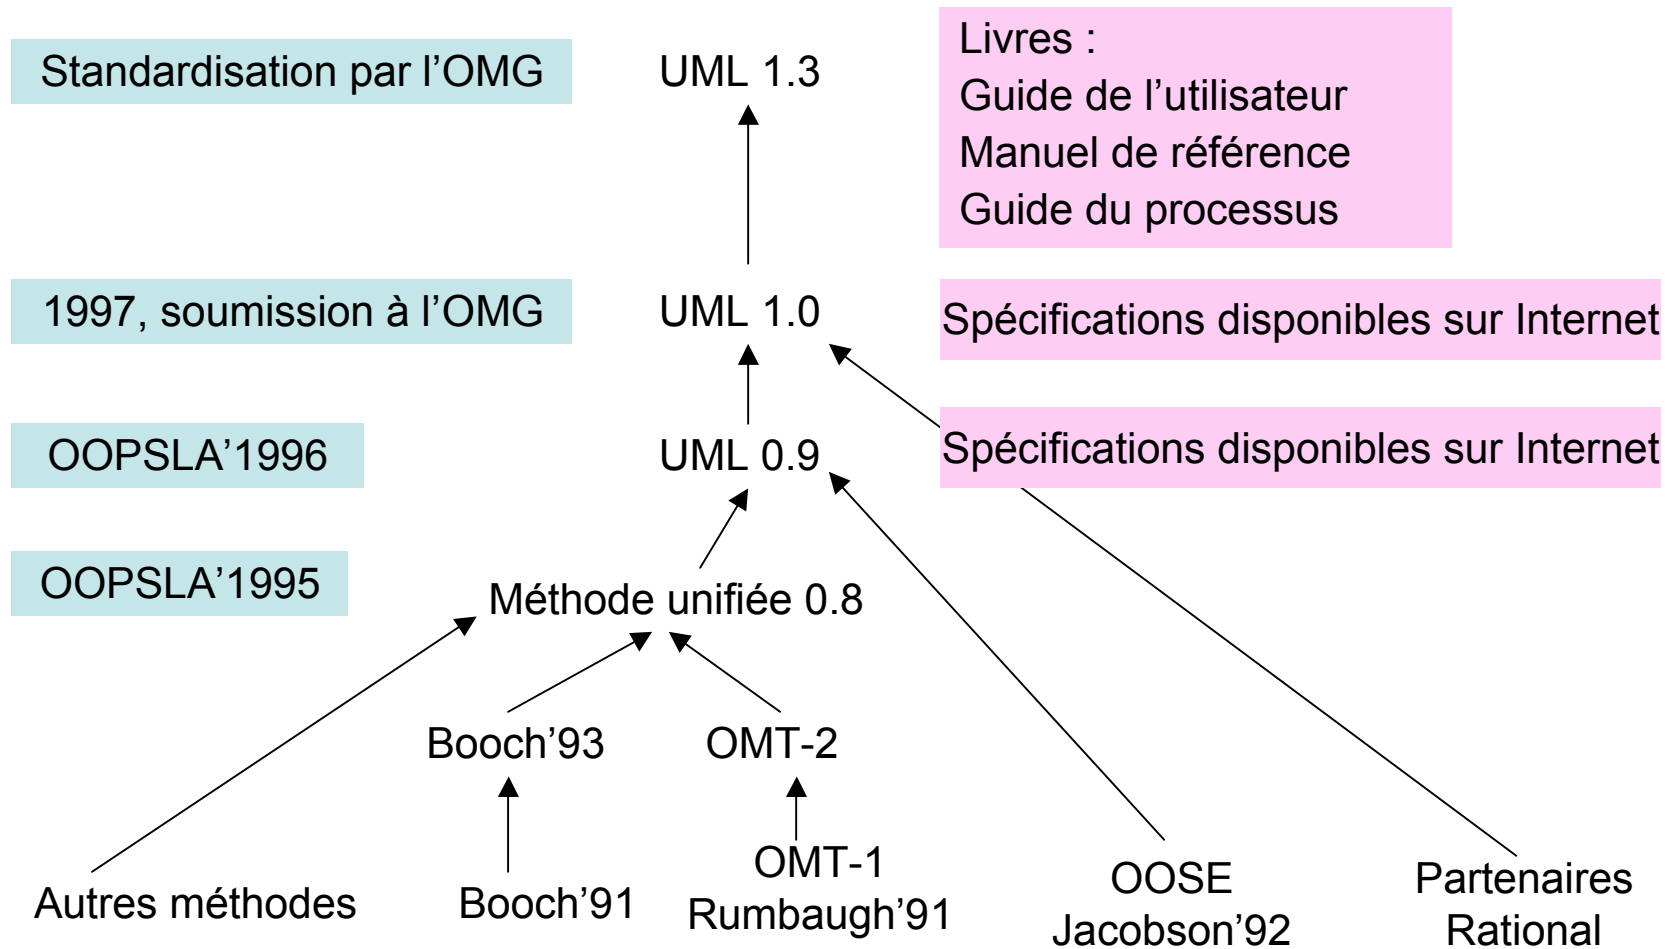 Standardisation par l’OMG
UML 1.3
Livres :
Guide de l’utilisateur
Manuel de référence
Guide du processus
1997, soumission à l’OMG
UML 1.0
Spécifications disponibles sur Internet
OOPSLA’1996
UML 0.9
Spécifications disponibles sur Internet
OOPSLA’1995
Méthode unifiée 0.8
Booch’93
OMT-2
Autres méthodes
Booch’91
OMT-1
Rumbaugh’91
OOSE
Jacobson’92
Partenaires
Rational